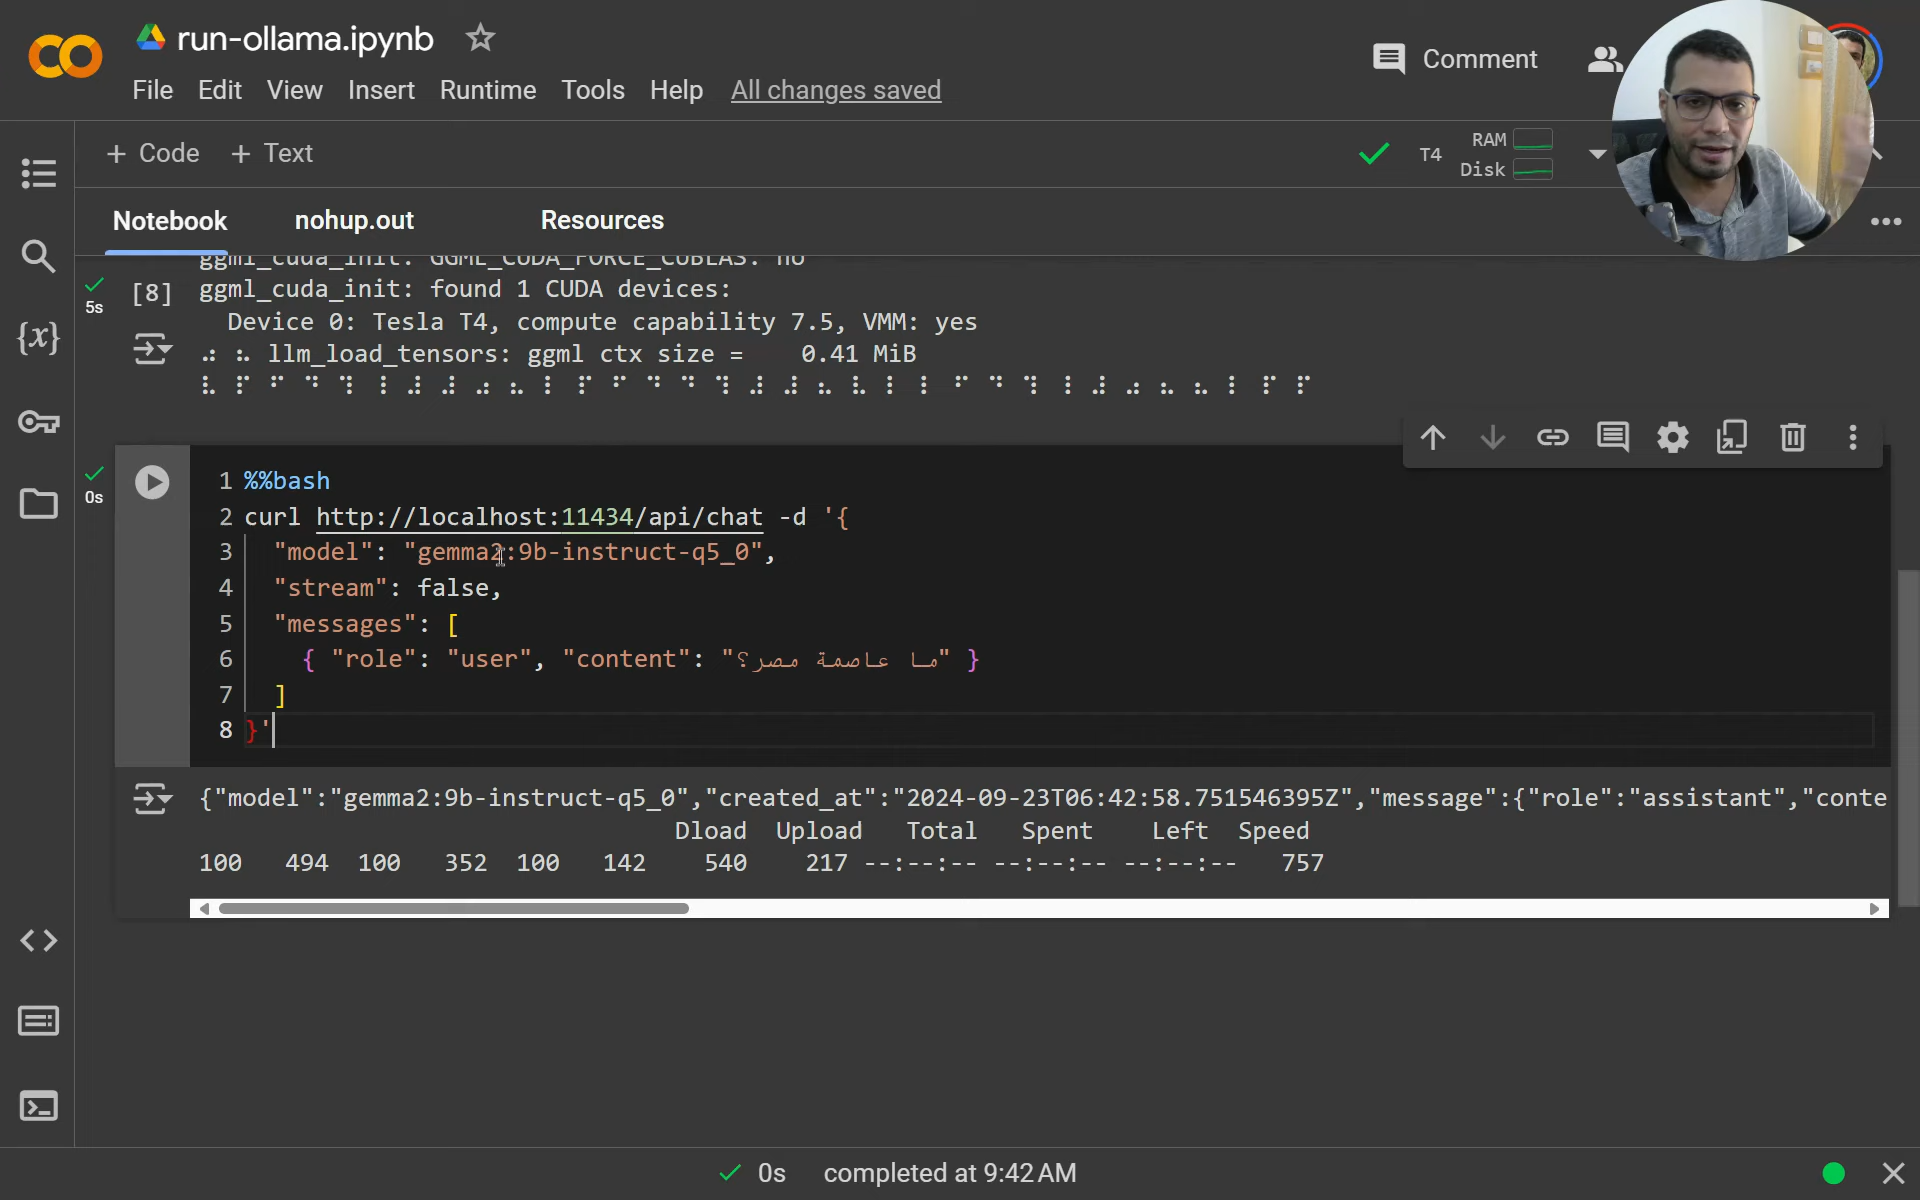 run-ollama.ipynb
File Edit View Insert Runtime Tools Help All changes saved
Comment
+ Code + Text
T4
RAM
Disk
Notebook nohup.out Resources
ggml_cuda_init: GGML_CUDA_FORCE_CUBLAS: no
5s
[8]
ggml_cuda_init: found 1 CUDA devices:
Device 0: Tesla T4, compute capability 7.5, VMM: yes
llm_load_tensors: ggml ctx size = 0.41 MiB
0s
1 %%bash
2 curl http://localhost:11434/api/chat -d '{
3 "model": "gemma2:9b-instruct-q5_0",
4 "stream": false,
5 "messages": [
6 { "role": "user", "content": "ما عاصمة مصر؟" }
7 ]
8 }'
{"model":"gemma2:9b-instruct-q5_0","created_at":"2024-09-23T06:42:58.751546395Z","message":{"role":"assistant","conte
Dload Upload Total Spent Left Speed
100 494 100 352 100 142 540 217 --:--:-- --:--:-- --:--:-- 757
0s completed at 9:42 AM